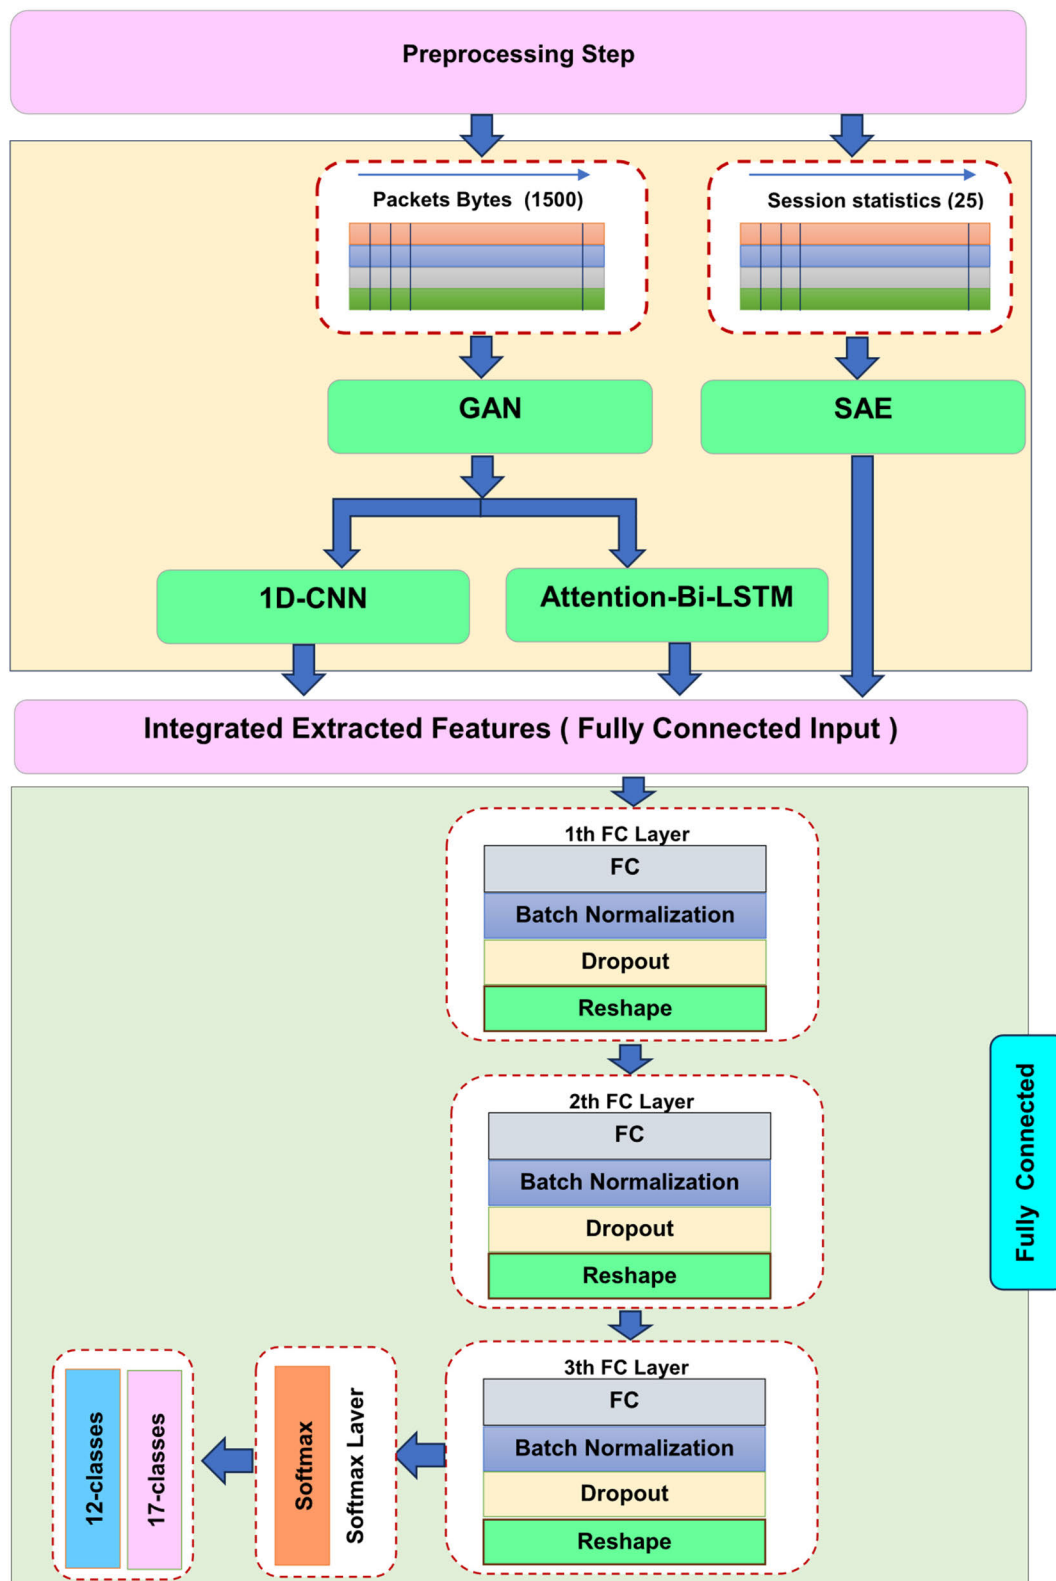 Preprocessing Step
Packets Bytes (1500)
Session statistics (25)
GAN
SAE
1D-CNN
Attention-Bi-LSTM
Integrated Extracted Features ( Fully Connected Input )
1th FC Layer
FC
Batch Normalization
Dropout
Reshape
2th FC Layer
FC
Batch Normalization
Dropout
Reshape
Fully Connected
3th FC Layer
FC
Batch Normalization
Dropout
Reshape
Softmax
Softmax Layer
12-classes
17-classes